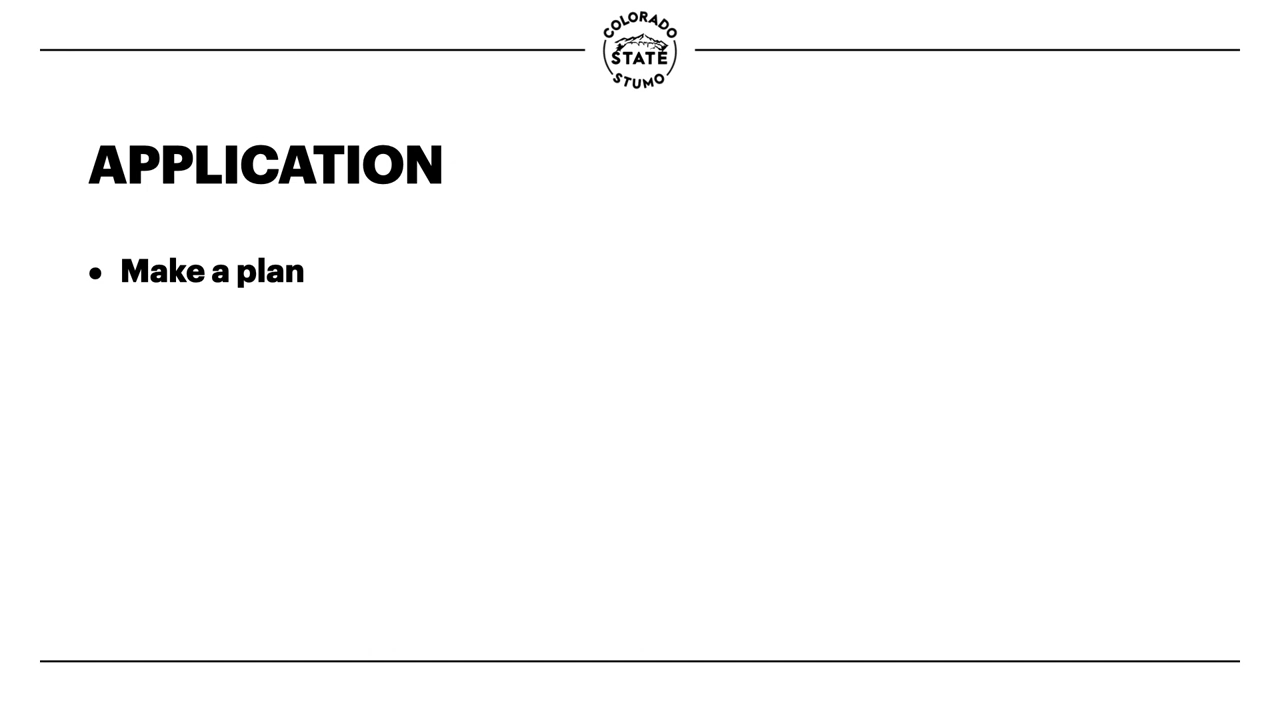 COLORADO
STATE
STUMO
APPLICATION
• Make a plan